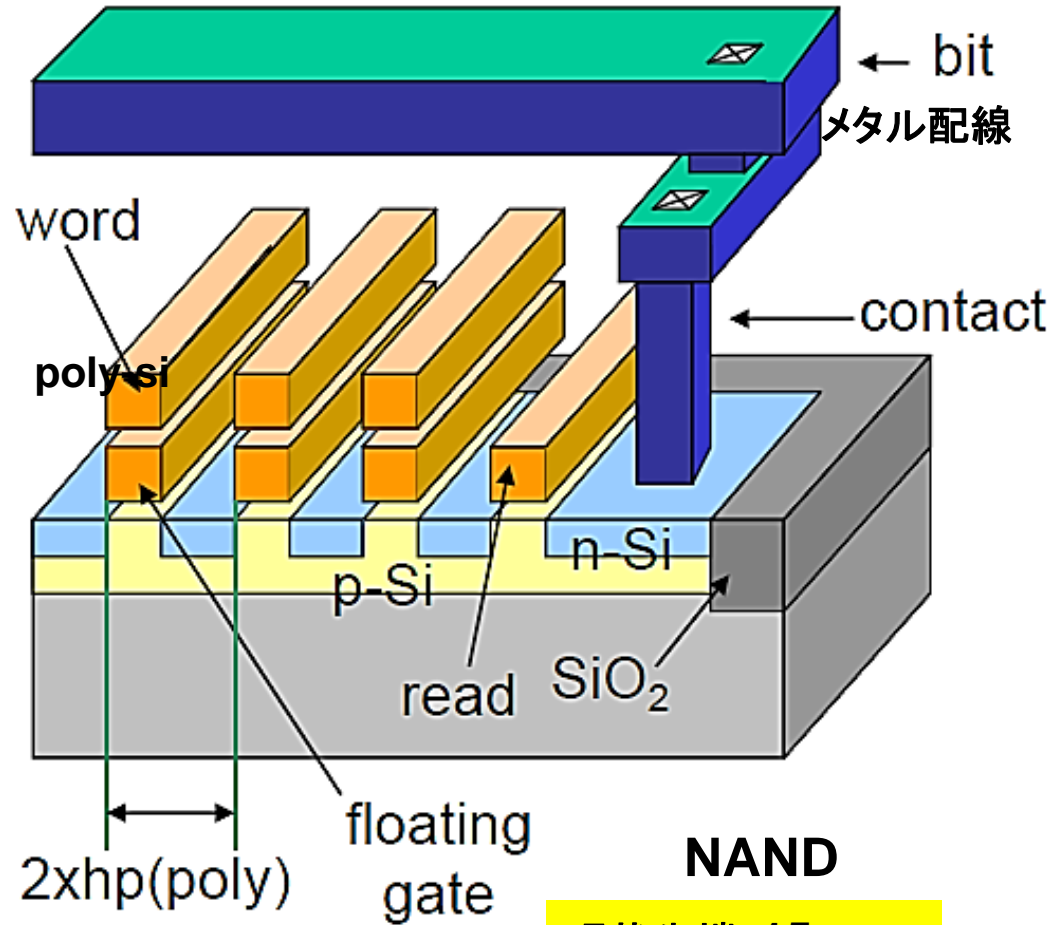 bit
メタル配線
word
contact
poly-si
n-Si
p-Si
read
SiO₂
floating
gate
2xhp(poly)
NAND